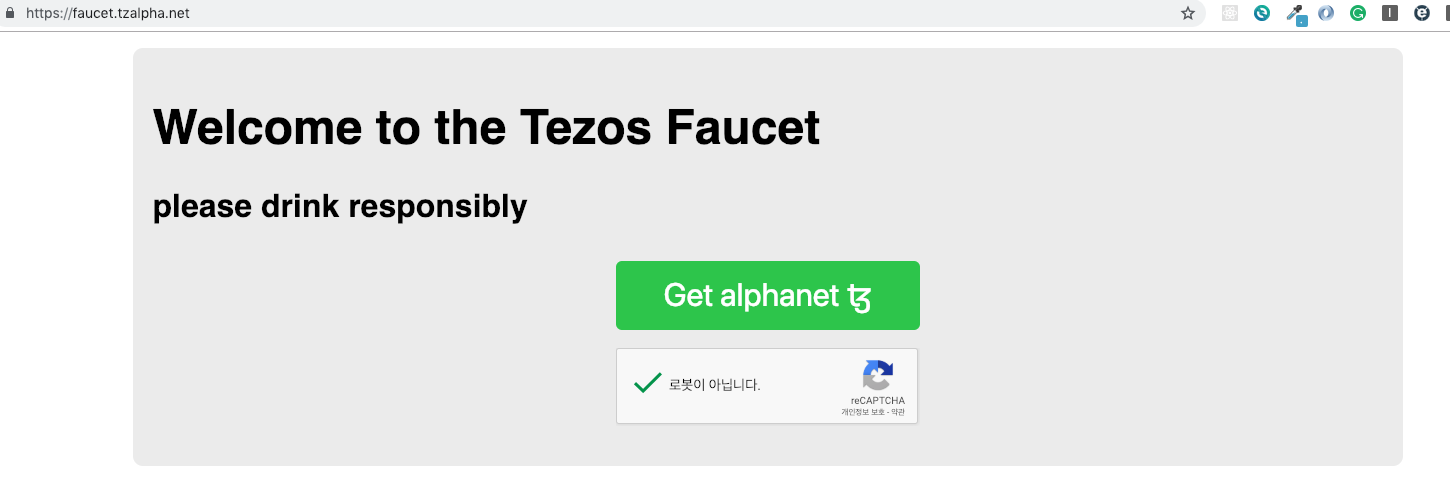 https://faucet.tzalpha.net
Welcome to the Tezos Faucet
please drink responsibly
Get alphanet ꜩ
로봇이 아닙니다.
reCAPTCHA
개인정보 보호 - 약관